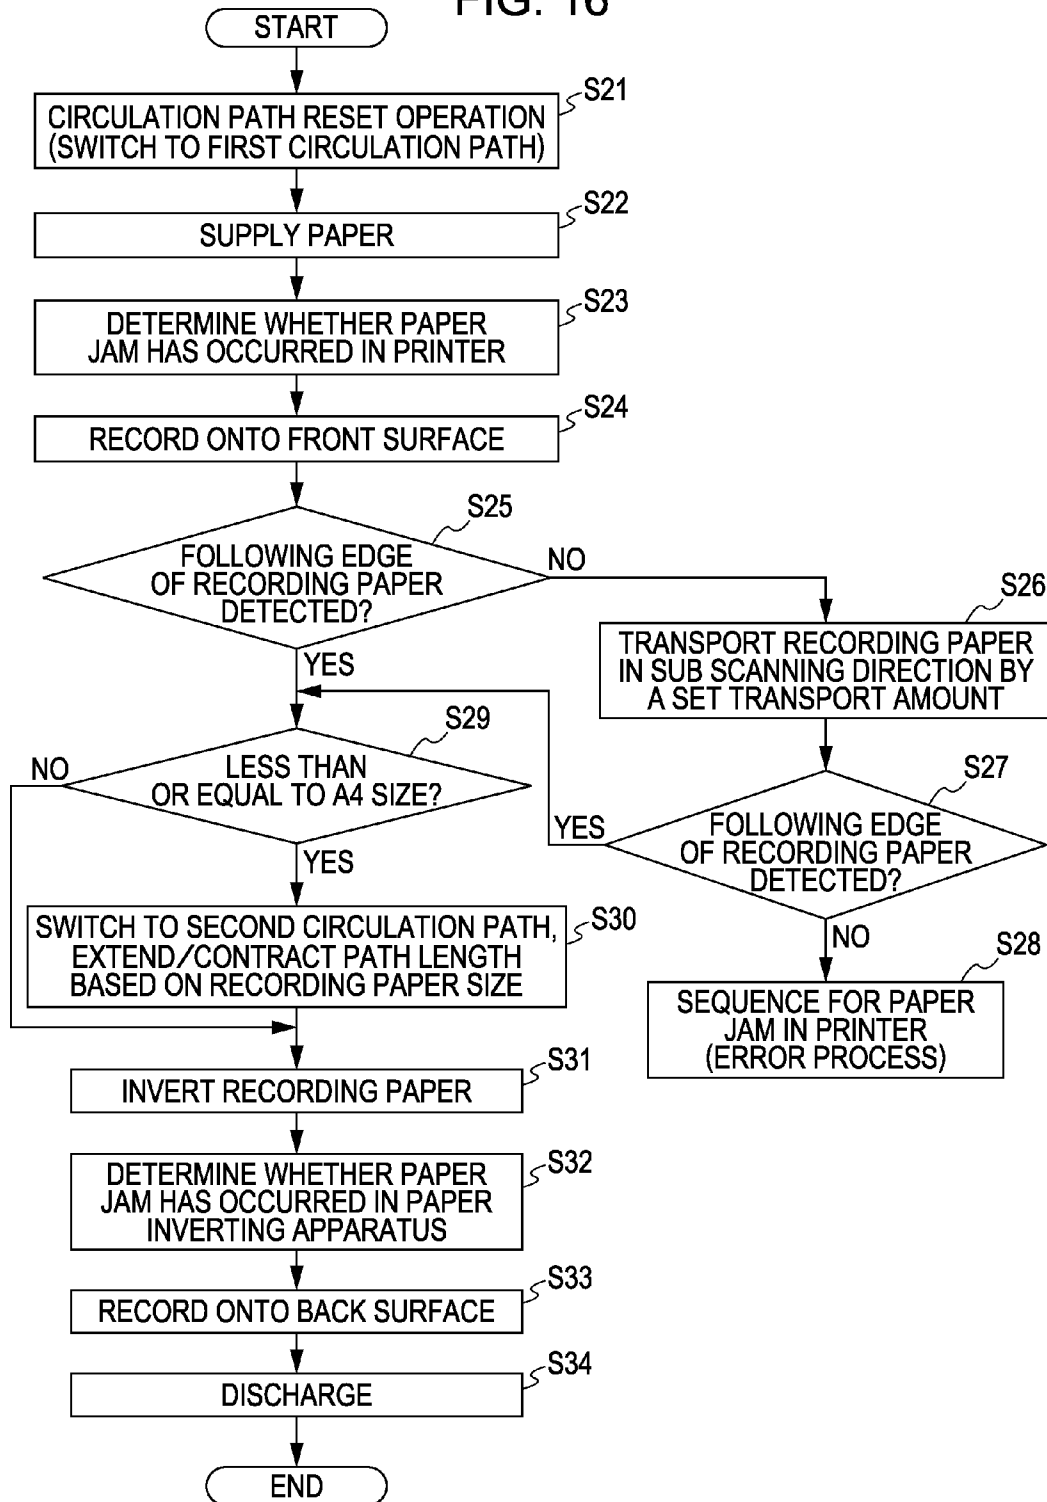 FIG. 16
START
S21
CIRCULATION PATH RESET OPERATION
(SWITCH TO FIRST CIRCULATION PATH)
S22
SUPPLY PAPER
S23
DETERMINE WHETHER PAPER
JAM HAS OCCURRED IN PRINTER
S24
RECORD ONTO FRONT SURFACE
S25
FOLLOWING EDGE
OF RECORDING PAPER
DETECTED?
NO
YES
S26
TRANSPORT RECORDING PAPER
IN SUB SCANNING DIRECTION BY
A SET TRANSPORT AMOUNT
S27
FOLLOWING EDGE
OF RECORDING PAPER
DETECTED?
YES
NO
S28
SEQUENCE FOR PAPER
JAM IN PRINTER
(ERROR PROCESS)
S29
LESS THAN
OR EQUAL TO A4 SIZE?
NO
YES
S30
SWITCH TO SECOND CIRCULATION PATH,
EXTEND/CONTRACT PATH LENGTH
BASED ON RECORDING PAPER SIZE
S31
INVERT RECORDING PAPER
S32
DETERMINE WHETHER PAPER
JAM HAS OCCURRED IN PAPER
INVERTING APPARATUS
S33
RECORD ONTO BACK SURFACE
S34
DISCHARGE
END